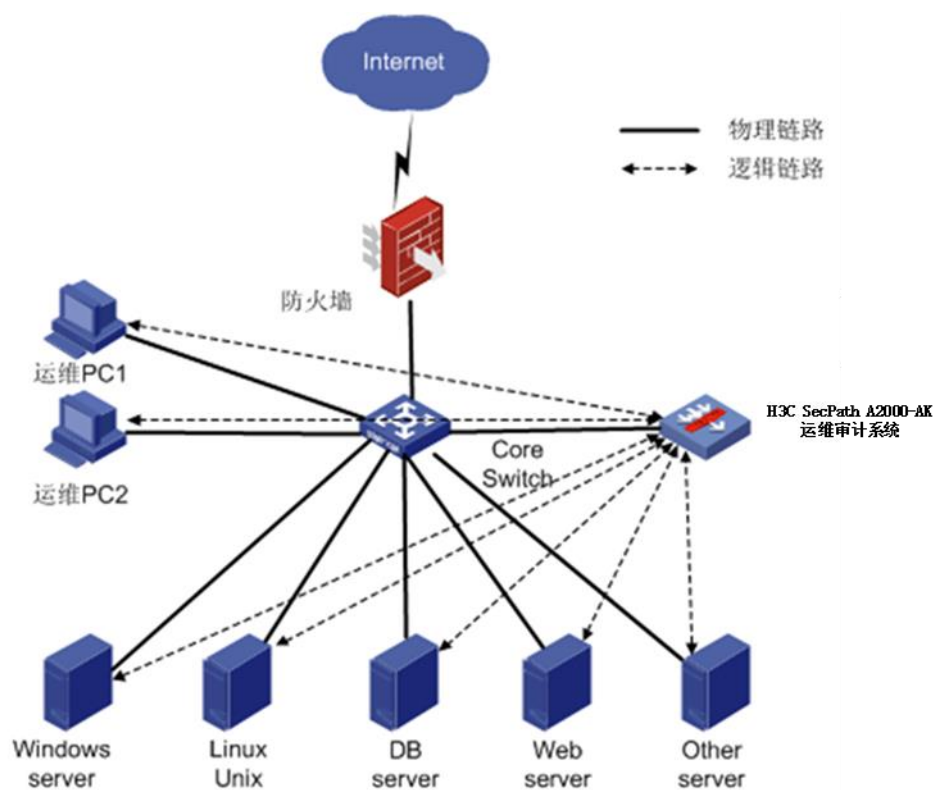 Internet
物理链路
逻辑链路
防火墙
运维PC1
H3C SecPath A2000-AK
运维审计系统
Core
Switch
运维PC2
Windows
server
Linux
Unix
DB
server
Web
server
Other
server